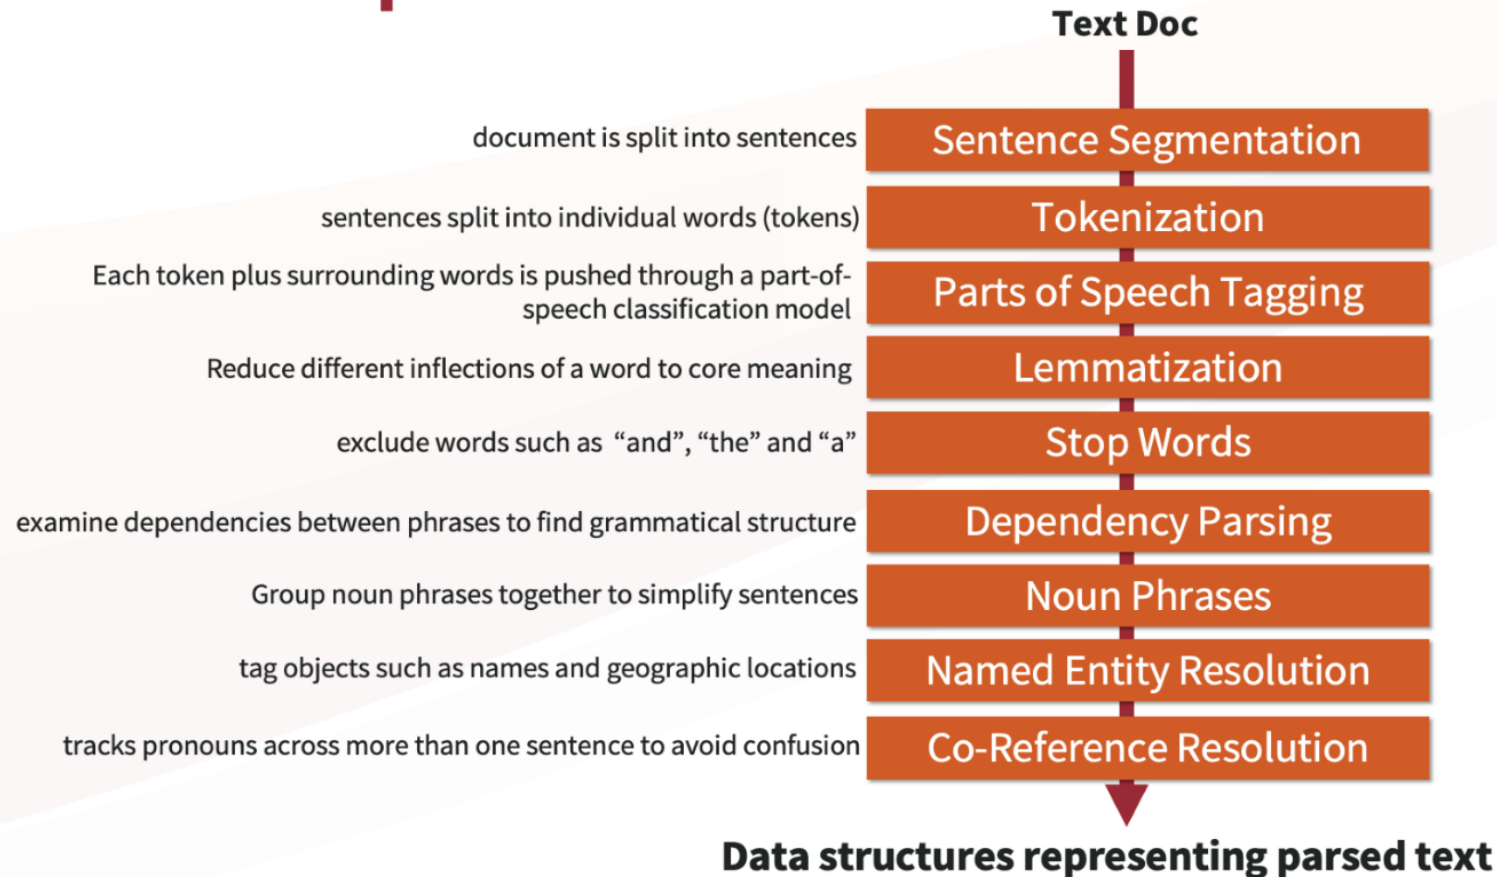 Text Doc
document is split into sentences
Sentence Segmentation
sentences split into individual words (tokens)
Tokenization
Each token plus surrounding words is pushed through a part-of-
speech classification model
Parts of Speech Tagging
Reduce different inflections of a word to core meaning
Lemmatization
exclude words such as “and”, “the” and “a”
Stop Words
examine dependencies between phrases to find grammatical structure
Dependency Parsing
Group noun phrases together to simplify sentences
Noun Phrases
tag objects such as names and geographic locations
Named Entity Resolution
tracks pronouns across more than one sentence to avoid confusion
Co-Reference Resolution
Data structures representing parsed text